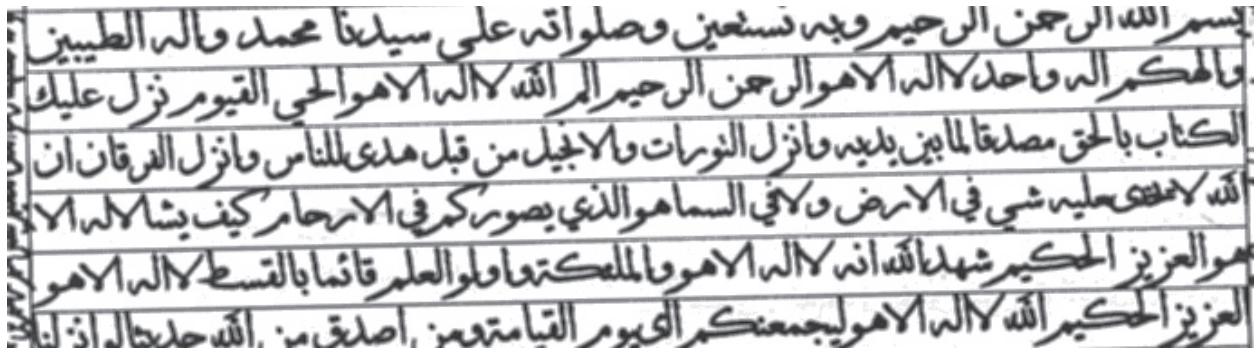 بسم الله الرحمن الرحيم وبه نستعين وصلواته على سيدنا محمد وآله الطيبين
والهكم اله واحد لا اله الا هو الرحمن الرحيم الم الله لا اله الا هو الحي القيوم نزل عليك
الكتاب بالحق مصدقا لما بين يديه وانزل التورات والانجيل من قبل هدى للناس وانزل الفرقان ان
الله لا يخفى عليه شي في الارض ولا في السما هو الذي يصوركم في الارحام كيف يشا لا اله الا
هو العزيز الحكيم شهد الله انه لا اله الا هو والملئكة واولو العلم قائما بالقسط لا اله الا هو
العزيز الحكيم الله لا اله الا هو ليجمعنكم الى يوم القيامة ومن اصدق من الله حديثا لو انزلنا